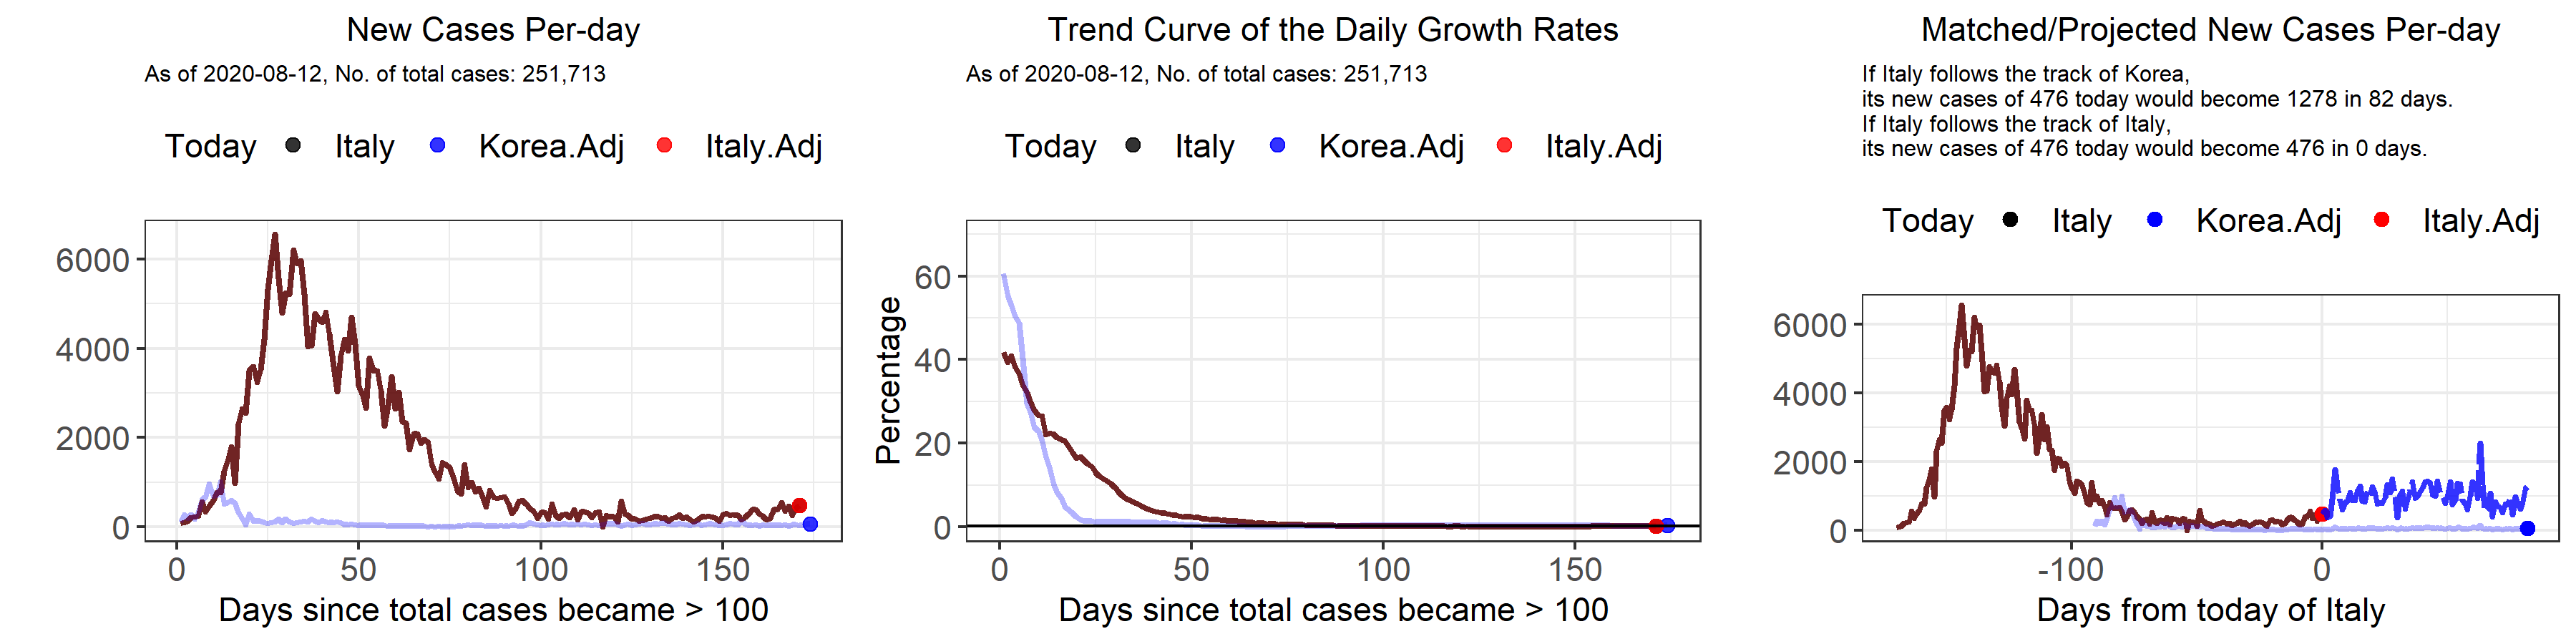 New Cases Per-day
As of 2020-08-12, No. of total cases: 251,713
Today Italy Korea.Adj Italy.Adj
6000
4000
2000
0
0 50 100 150
Days since total cases became > 100
Trend Curve of the Daily Growth Rates
As of 2020-08-12, No. of total cases: 251,713
Today Italy Korea.Adj Italy.Adj
Percentage
60
40
20
0
0 50 100 150
Days since total cases became > 100
Matched/Projected New Cases Per-day
If Italy follows the track of Korea,
its new cases of 476 today would become 1278 in 82 days.
If Italy follows the track of Italy,
its new cases of 476 today would become 476 in 0 days.
Today Italy Korea.Adj Italy.Adj
6000
4000
2000
0
-100 0
Days from today of Italy